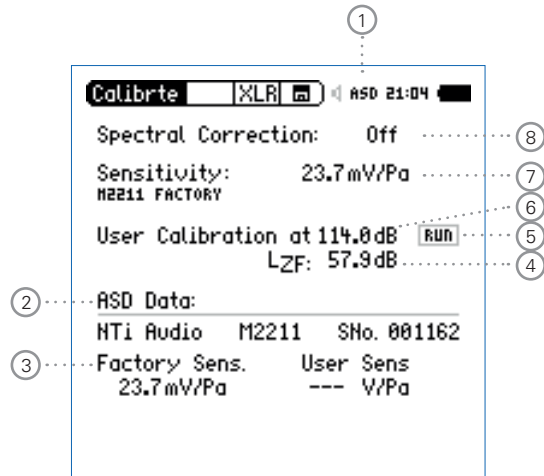 1
Calibrte XLR ASD 21:04
Spectral Correction: Off 8
Sensitivity: 23.7mV/Pa 7
M2211 FACTORY
6
User Calibration at 114.0dB RUN 5
LZF: 57.9dB 4
2 ASD Data:
NTi Audio M2211 SNo. 001162
3 Factory Sens. User Sens
23.7mV/Pa --- V/Pa